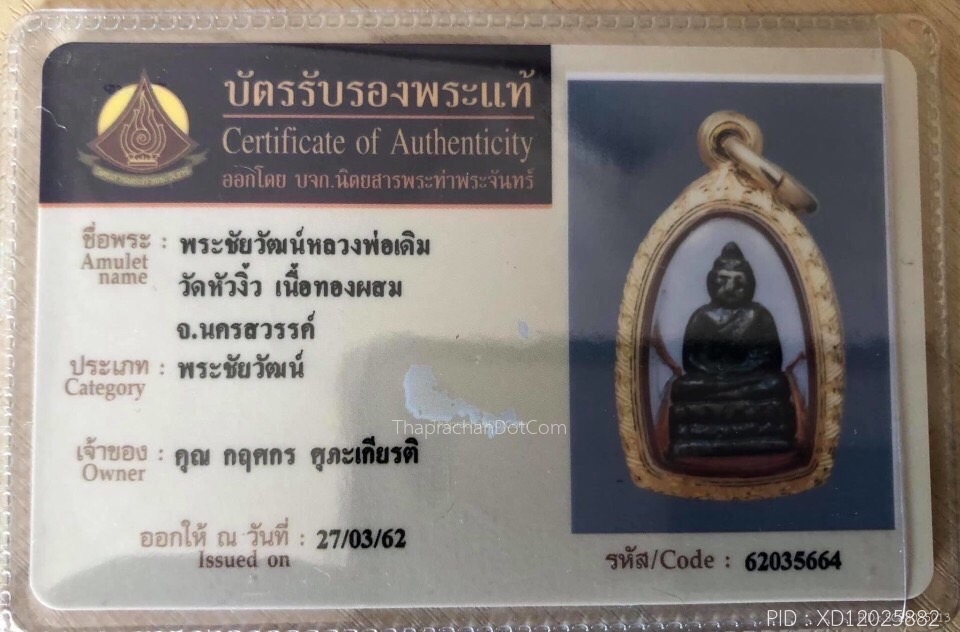 บัตรรับรองพระแท้
Certificate of Authenticity
ออกโดย บจก.นิตยสารพระท่าพระจันทร์
ชื่อพระ : พระชัยวัฒน์หลวงพ่อเดิม
Amulet
name
วัดหัวงิ้ว เนื้อทองผสม
จ.นครสวรรค์
ประเภท : พระชัยวัฒน์
Category
ThaprachanDotCom
เจ้าของ : คุณ กฤศกร ศุภะเกียรติ
Owner
ออกให้ ณ วันที่ : 27/03/62
Issued on
รหัส/Code : 62035664
PID : XD12025882